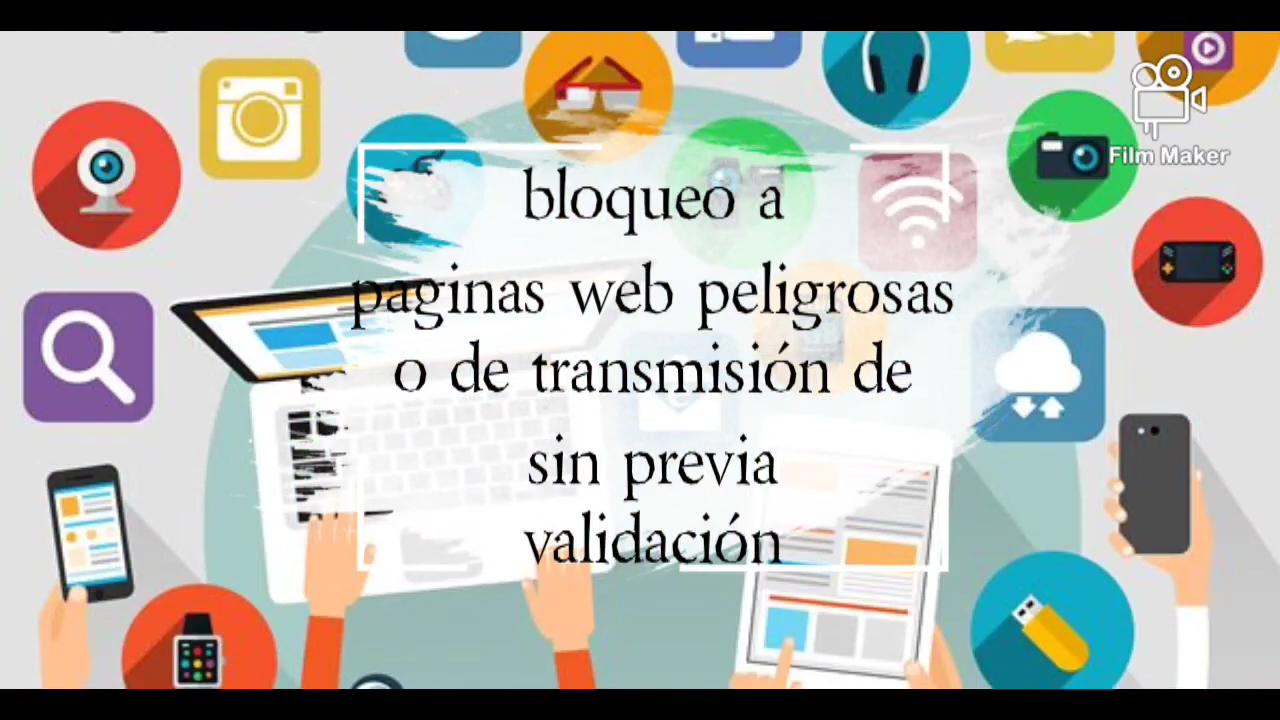 Film Maker
bloqueo a
paginas web peligrosas
o de transmisión de
sin previa
validación